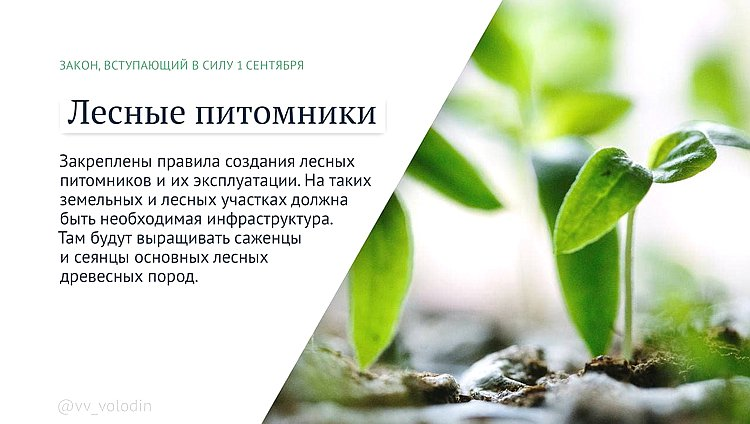 ЗАКОН, ВСТУПАЮЩИЙ В СИЛУ 1 СЕНТЯБРЯ
Лесные питомники
Закреплены правила создания лесных
питомников и их эксплуатации. На таких
земельных и лесных участках должна
быть необходимая инфраструктура.
Там будут выращивать саженцы
и сеянцы основных лесных
древесных пород.
@vv_volodin